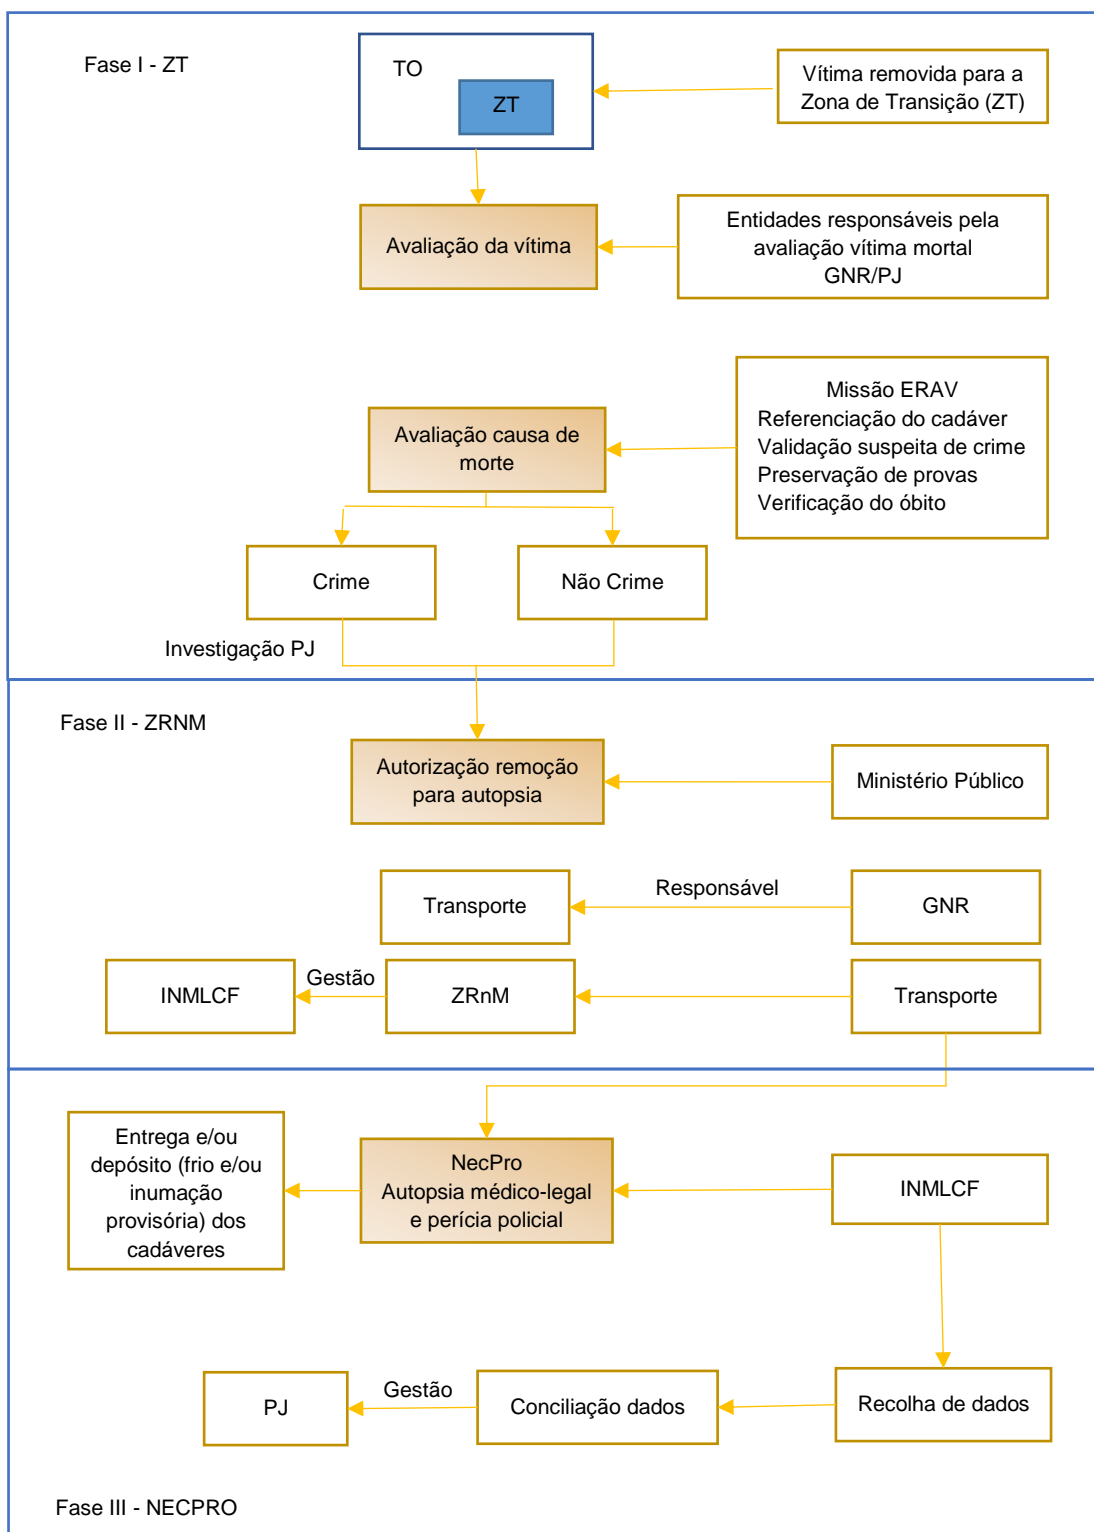 Fase I - ZT
TO
ZT
Vítima removida para a
Zona de Transição (ZT)
Avaliação da vítima
Entidades responsáveis pela
avaliação vítima mortal
GNR/PJ
Avaliação causa de
morte
Missão ERAV
Referenciação do cadáver
Validação suspeita de crime
Preservação de provas
Verificação do óbito
Crime
Não Crime
Investigação PJ
Fase II - ZRNM
Autorização remoção
para autopsia
Ministério Público
Transporte
Responsável
GNR
INMLCF
Gestão
ZRnM
Transporte
Entrega e/ou
depósito (frio e/ou
inumação
provisória) dos
cadáveres
NecPro
Autopsia médico-legal
e perícia policial
INMLCF
PJ
Gestão
Conciliação dados
Recolha de dados
Fase III - NECPRO